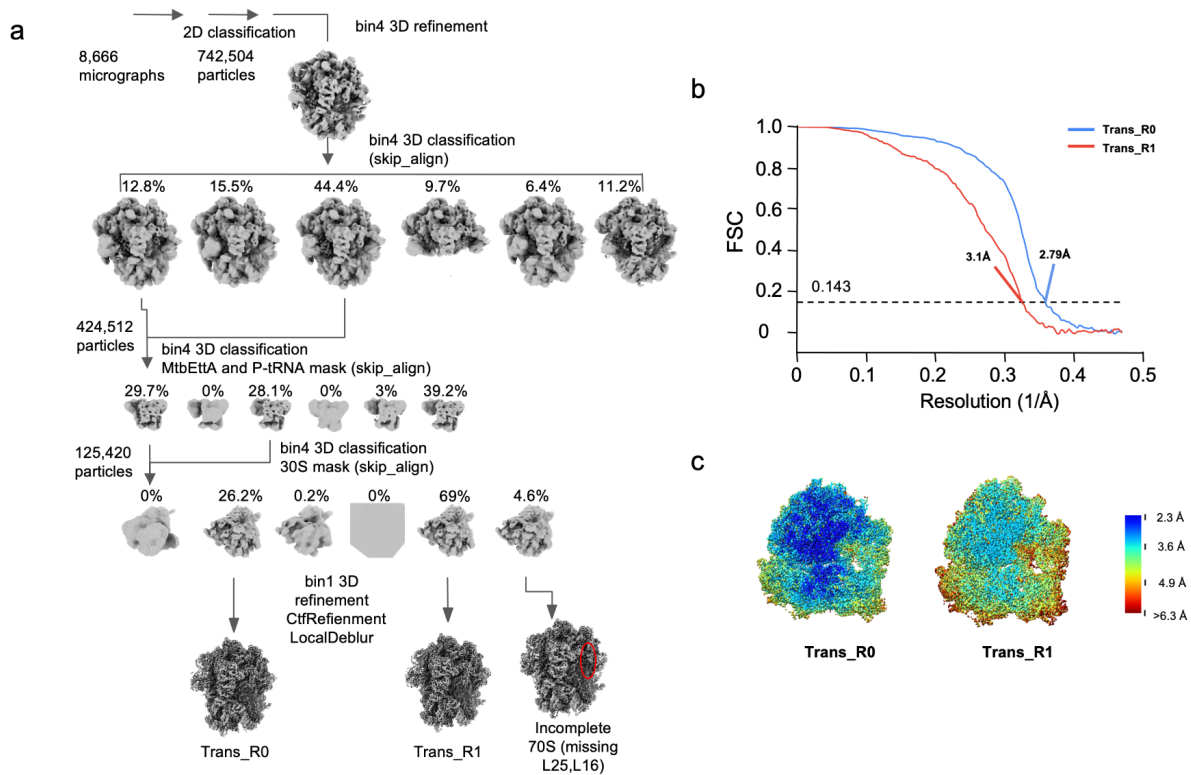 a
2D classification
bin4 3D refinement
8,666
micrographs
742,504
particles
bin4 3D classification
(skip_align)
12.8%
15.5%
44.4%
9.7%
6.4%
11.2%
424,512
particles
bin4 3D classification
MtbEttA and P-tRNA mask (skip_align)
29.7%
0%
28.1%
0%
3%
39.2%
125,420
particles
bin4 3D classification
30S mask (skip_align)
0%
26.2%
0.2%
0%
69%
4.6%
bin1 3D
refinement
CtfRefienment
LocalDeblur
Trans_R0
Trans_R1
Incomplete
70S (missing
L25,L16)
b
1.0
0.8
0.6
0.4
0.2
0
FSC
Trans_R0
Trans_R1
3.1Å
2.79Å
0.143
0
0.1
0.2
0.3
0.4
0.5
Resolution (1/Å)
c
2.3 Å
3.6 Å
4.9 Å
>6.3 Å
Trans_R0
Trans_R1